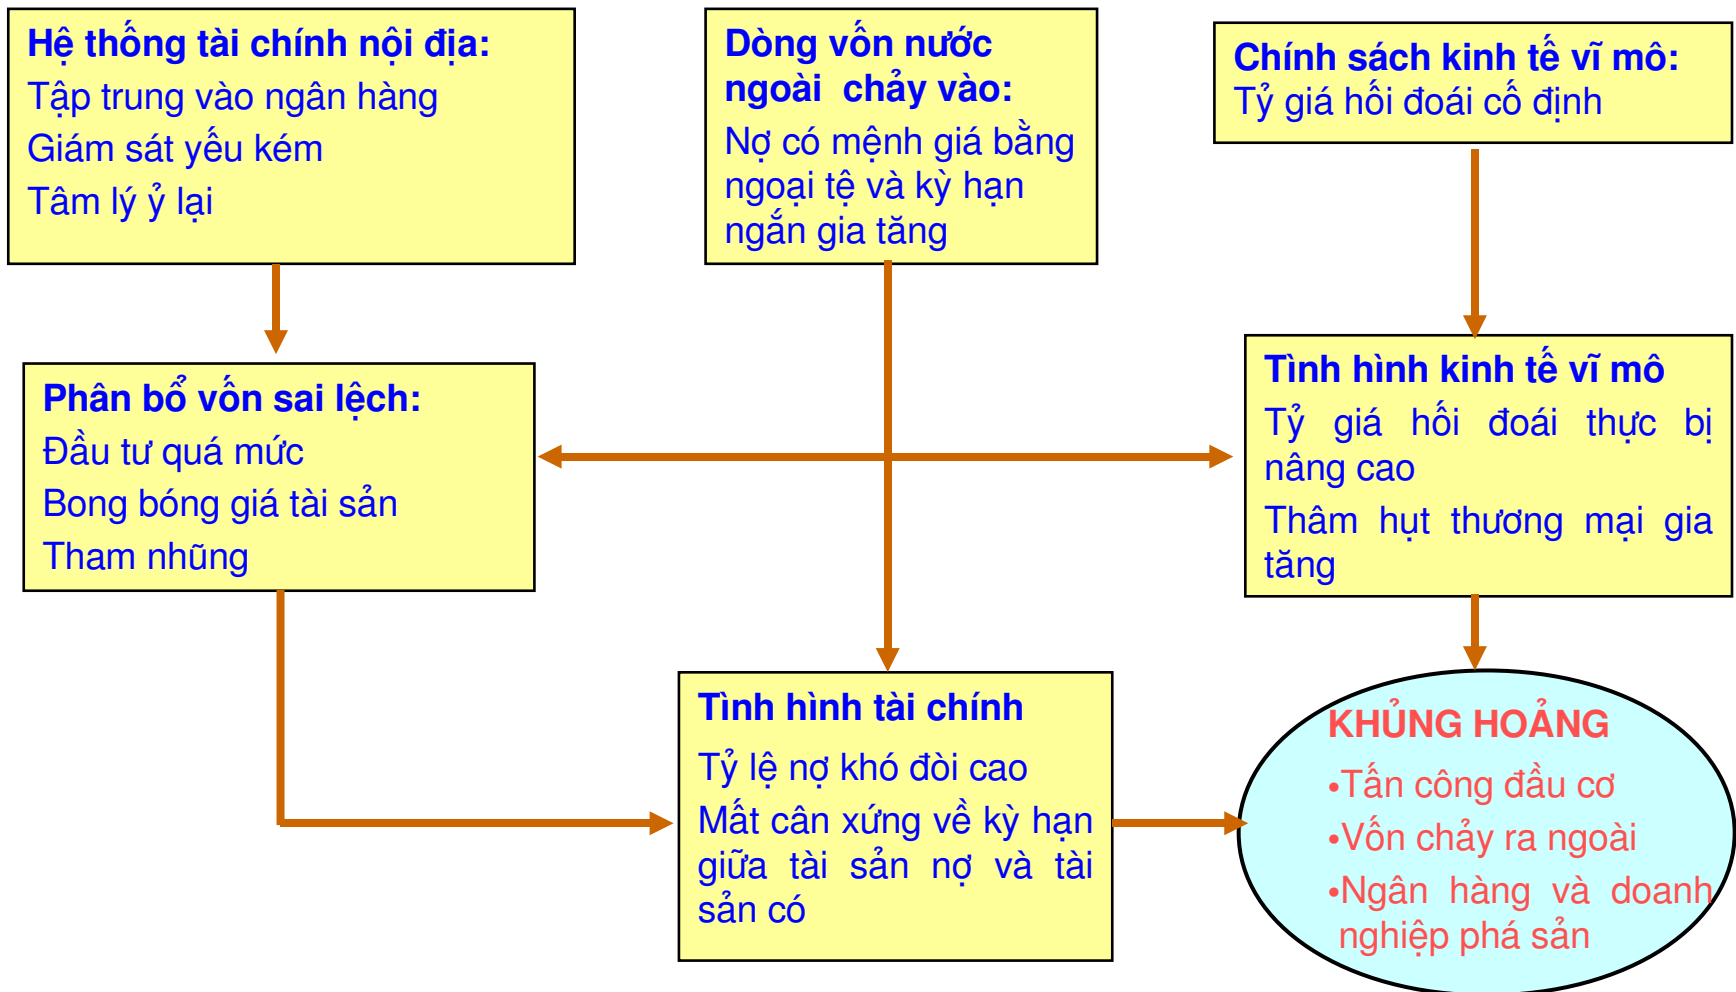 Hệ thống tài chính nội địa:
Tập trung vào ngân hàng
Giám sát yếu kém
Tâm lý ỷ lại
Dòng vốn nước
ngoài chảy vào:
Nợ có mệnh giá bằng
ngoại tệ và kỳ hạn
ngắn gia tăng
Chính sách kinh tế vĩ mô:
Tỷ giá hối đoái cố định
Phân bổ vốn sai lệch:
Đầu tư quá mức
Bong bóng giá tài sản
Tham nhũng
Tình hình kinh tế vĩ mô
Tỷ giá hối đoái thực bị
nâng cao
Thâm hụt thương mại gia
tăng
Tình hình tài chính
Tỷ lệ nợ khó đòi cao
Mất cân xứng về kỳ hạn
giữa tài sản nợ và tài
sản có
KHỦNG HOẢNG
•Tấn công đầu cơ
•Vốn chảy ra ngoài
•Ngân hàng và doanh
nghiệp phá sản